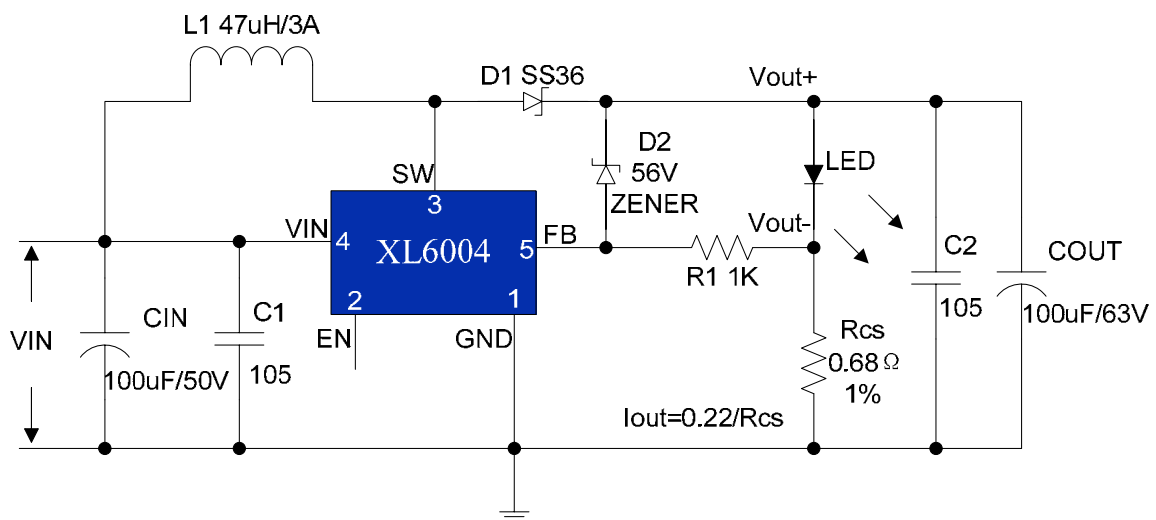 L1 47uH/3A
D1 SS36
Vout+
D2
56V
ZENER
LED
SW
3
VIN
4
XL6004
5
FB
Vout-
R1 1K
C2
105
COUT
100uF/63V
2
1
EN
GND
VIN
CIN
100uF/50V
C1
105
Rcs
0.68Ω
1%
Iout=0.22/Rcs